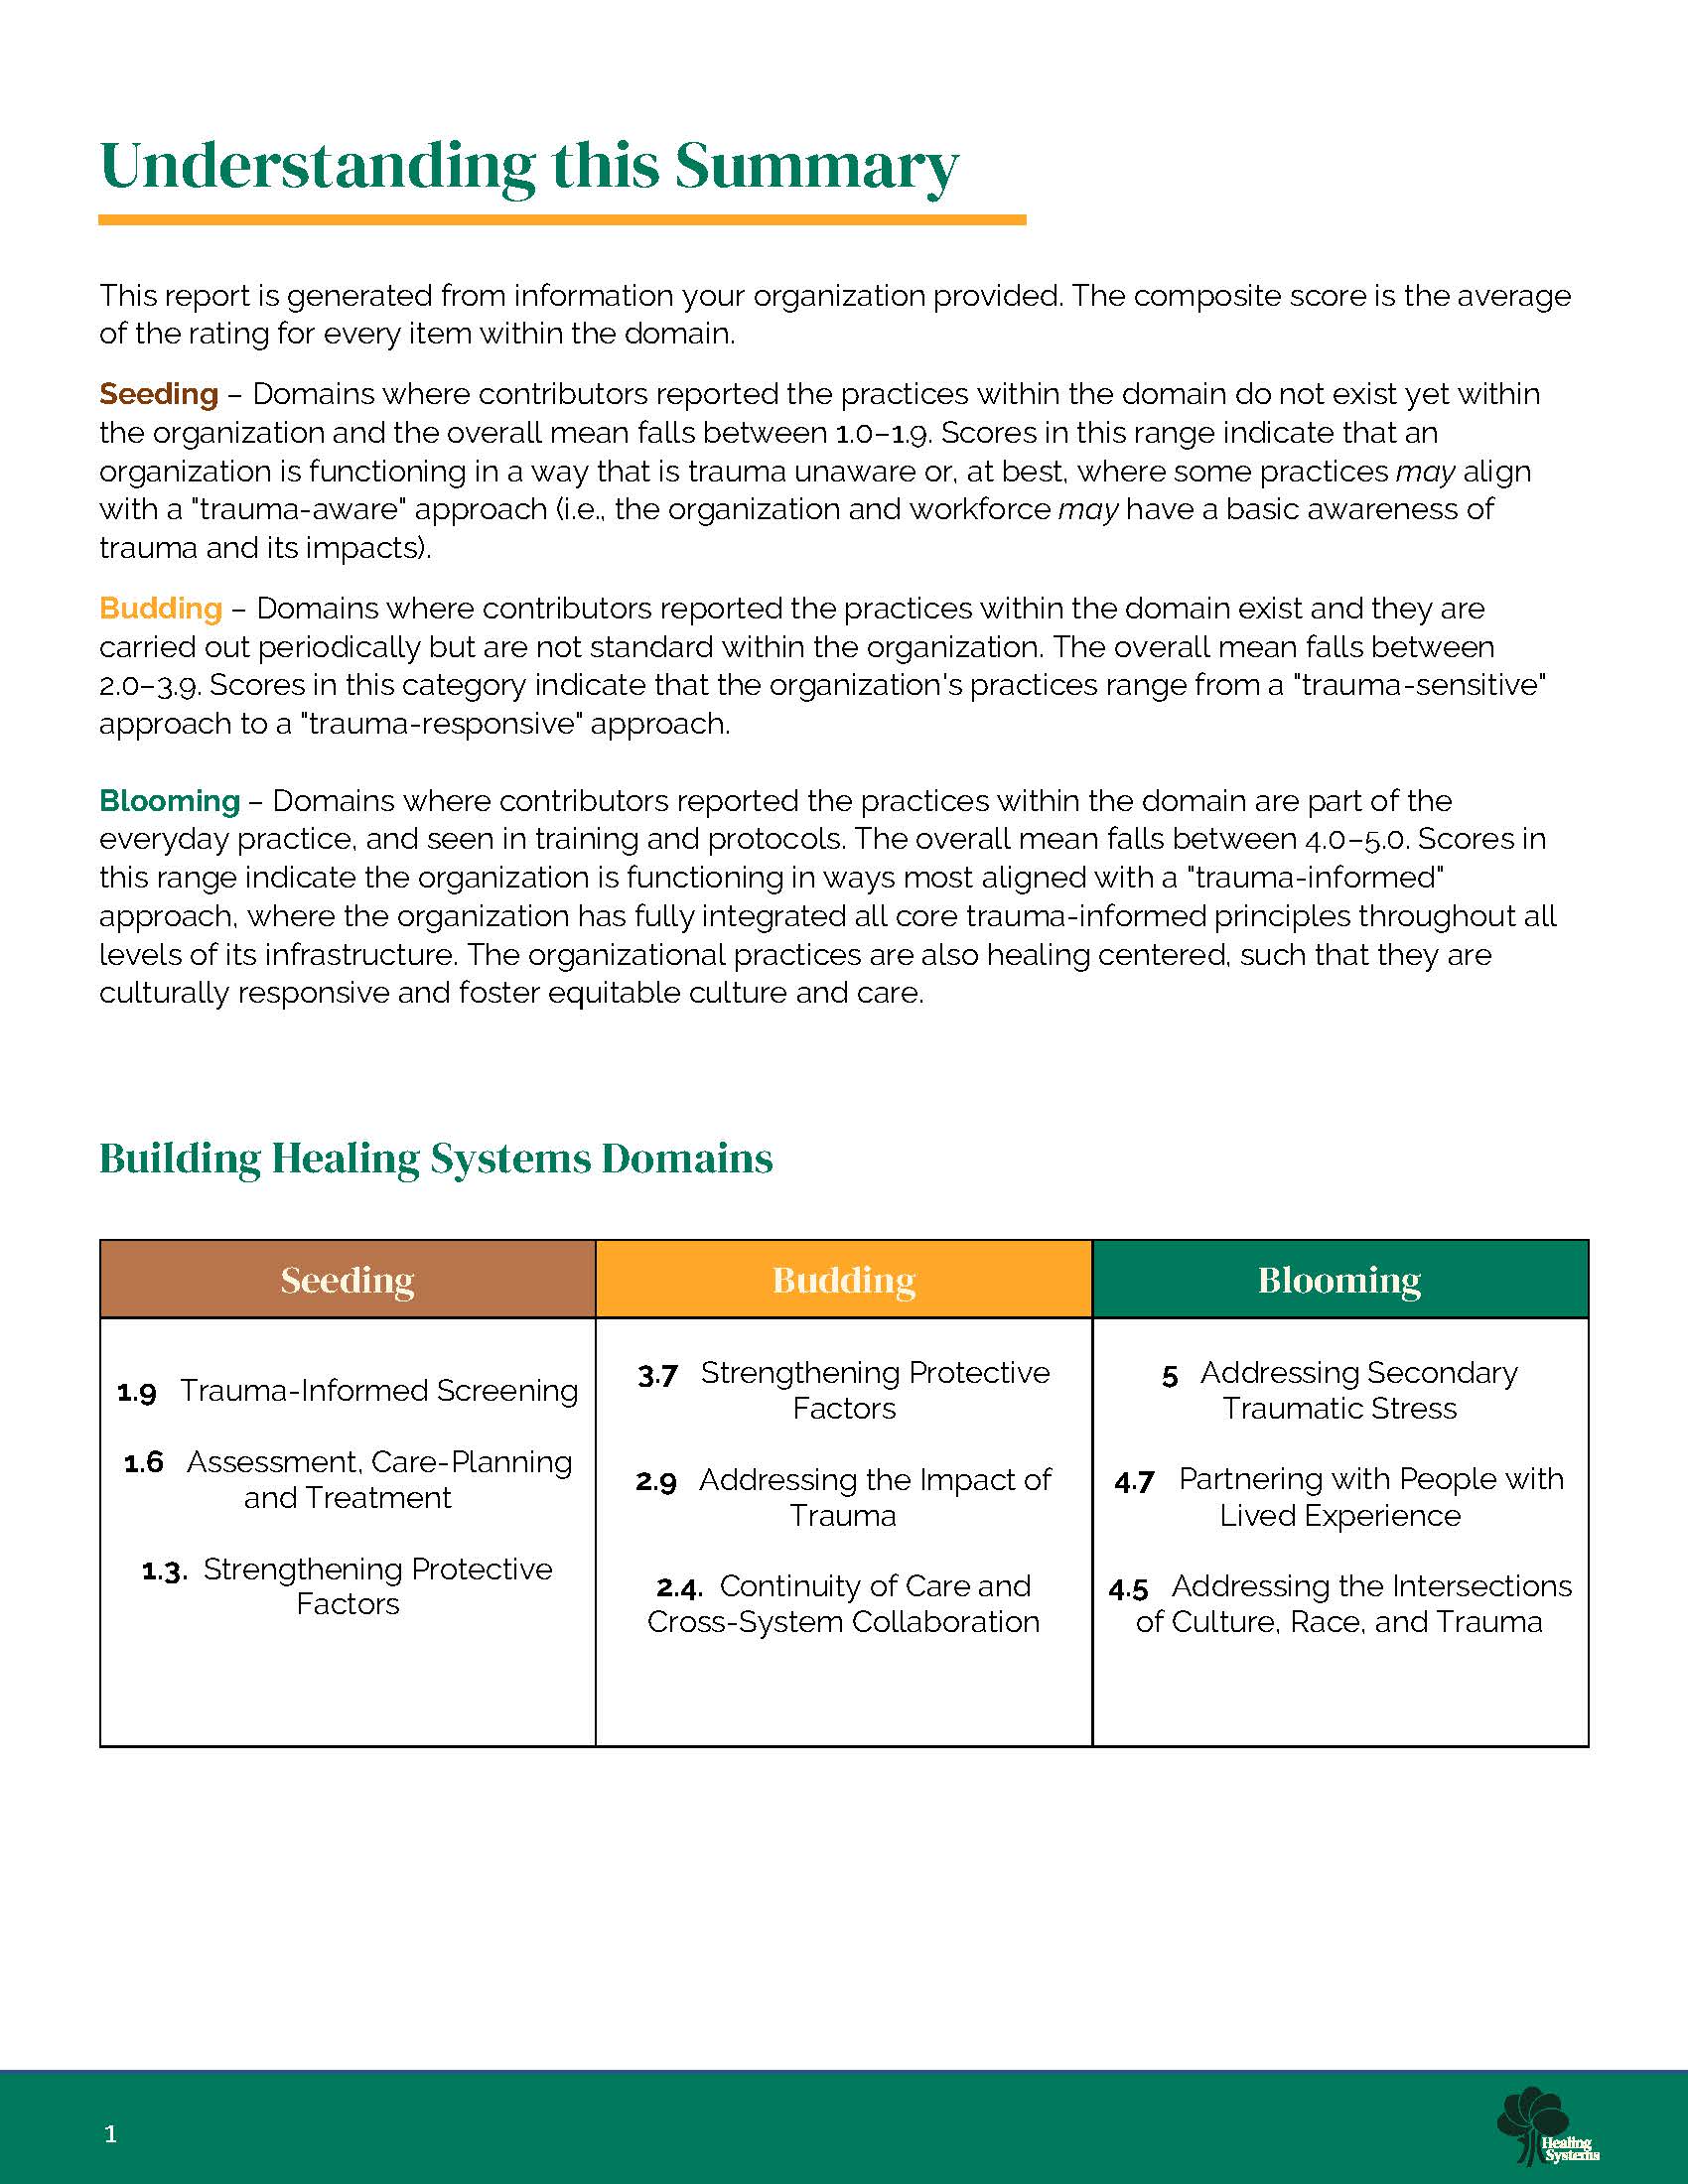 Understanding this Summary
This report is generated from information your organization provided. The composite score is the average
of the rating for every item within the domain.
Seeding – Domains where contributors reported the practices within the domain do not exist yet within
the organization and the overall mean falls between 1.0–1.9. Scores in this range indicate that an
organization is functioning in a way that is trauma unaware or, at best, where some practices may align
with a "trauma-aware" approach (i.e., the organization and workforce may have a basic awareness of
trauma and its impacts).
Budding – Domains where contributors reported the practices within the domain exist and they are
carried out periodically but are not standard within the organization. The overall mean falls between
2.0–3.9. Scores in this category indicate that the organization's practices range from a "trauma-sensitive"
approach to a "trauma-responsive" approach.
Blooming – Domains where contributors reported the practices within the domain are part of the
everyday practice, and seen in training and protocols. The overall mean falls between 4.0–5.0. Scores in
this range indicate the organization is functioning in ways most aligned with a "trauma-informed"
approach, where the organization has fully integrated all core trauma-informed principles throughout all
levels of its infrastructure. The organizational practices are also healing centered, such that they are
culturally responsive and foster equitable culture and care.
Building Healing Systems Domains
Seeding
1.9 Trauma-Informed Screening
1.6 Assessment, Care-Planning
and Treatment
1.3. Strengthening Protective
Factors
Budding
3.7 Strengthening Protective
Factors
2.9 Addressing the Impact of
Trauma
2.4. Continuity of Care and
Cross-System Collaboration
Blooming
5 Addressing Secondary
Traumatic Stress
4.7 Partnering with People with
Lived Experience
4.5 Addressing the Intersections
of Culture, Race, and Trauma
1
Healing
Systems